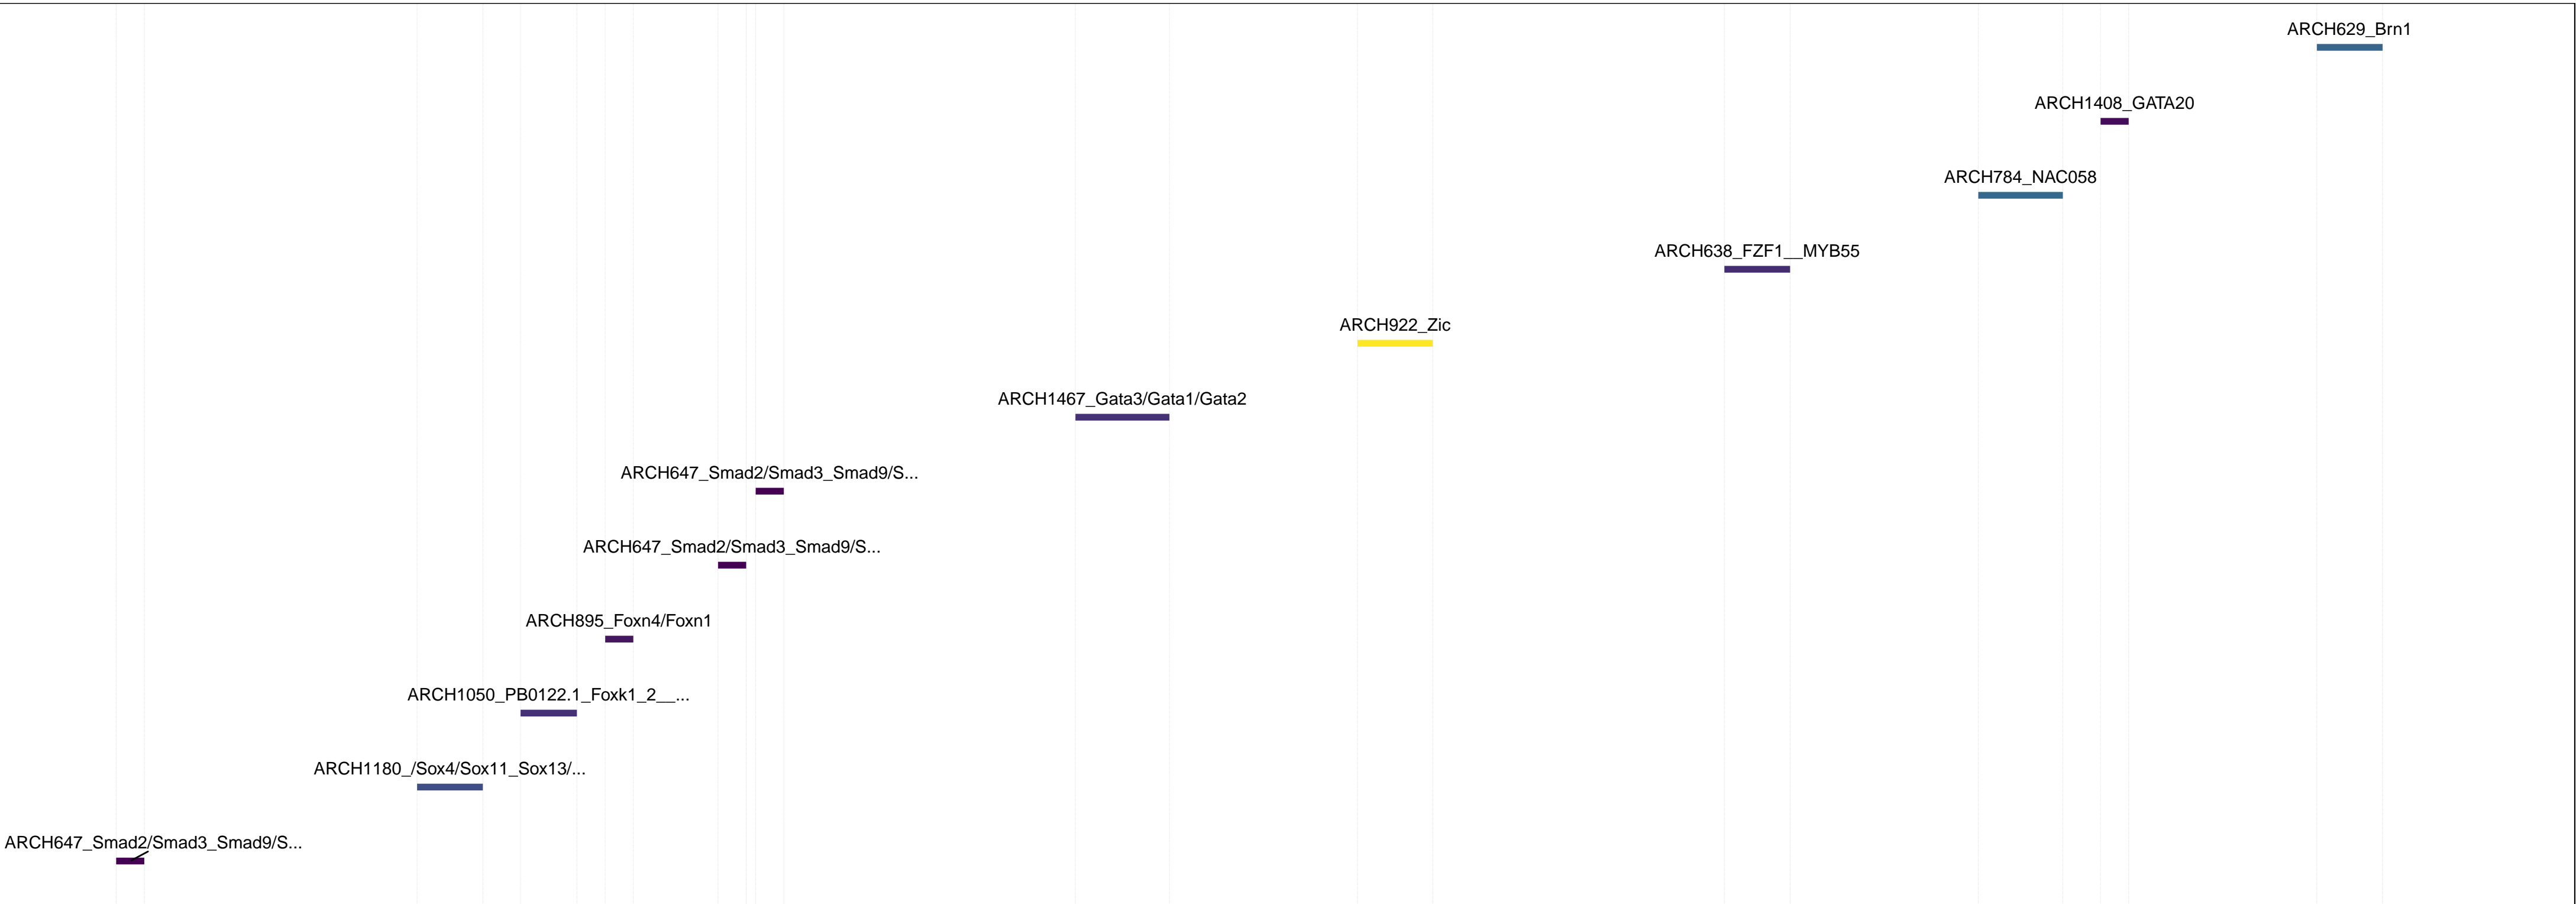 ARCH629_Brn1
ARCH1408_GATA20
ARCH784_NAC058
ARCH638_FZF1__MYB55
ARCH922_Zic
ARCH1467_Gata3/Gata1/Gata2
ARCH647_Smad2/Smad3_Smad9/S...
ARCH647_Smad2/Smad3_Smad9/S...
ARCH895_Foxn4/Foxn1
ARCH1050_PB0122.1_Foxk1_2__...
ARCH1180_/Sox4/Sox11_Sox13/...
ARCH647_Smad2/Smad3_Smad9/S...